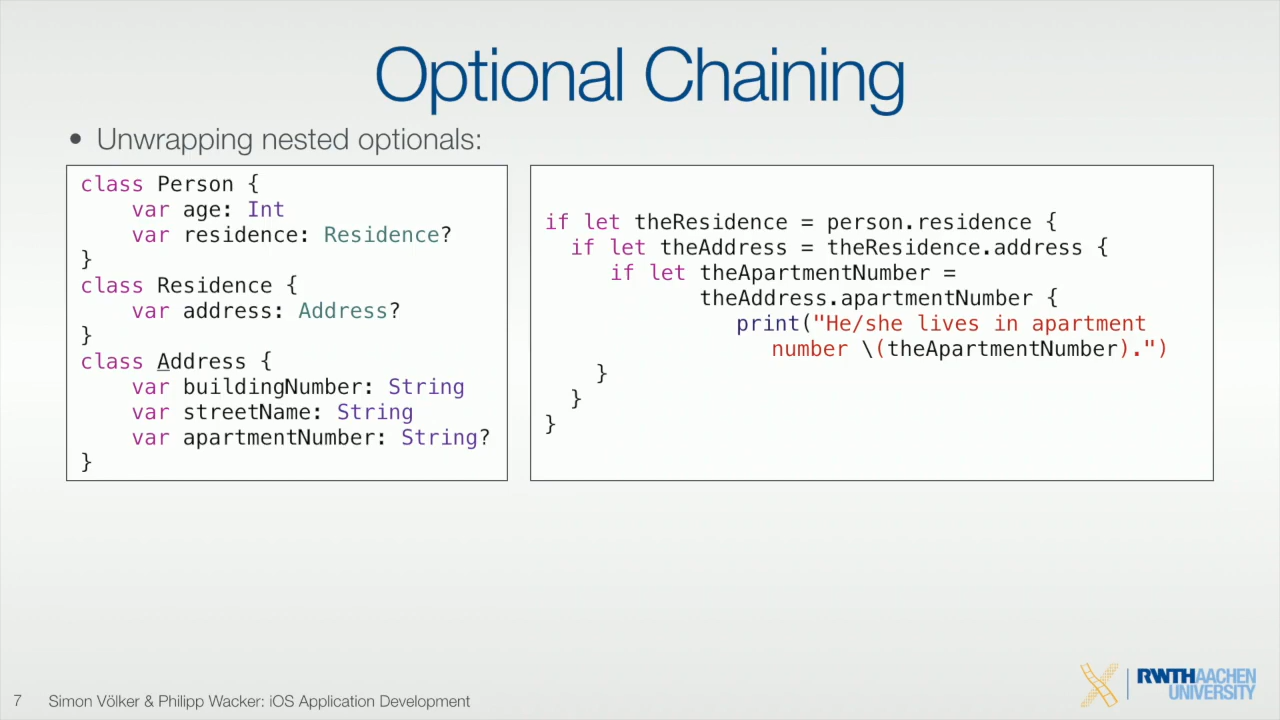 Optional Chaining
• Unwrapping nested optionals:
class Person {
    var age: Int
    var residence: Residence?
}
class Residence {
    var address: Address?
}
class Address {
    var buildingNumber: String
    var streetName: String
    var apartmentNumber: String?
}
if let theResidence = person.residence {
  if let theAddress = theResidence.address {
     if let theApartmentNumber =
            theAddress.apartmentNumber {
               print("He/she lives in apartment
                  number \(theApartmentNumber).")
    }
  }
}
7 Simon Völker & Philipp Wacker: iOS Application Development
RWTHAACHEN
UNIVERSITY